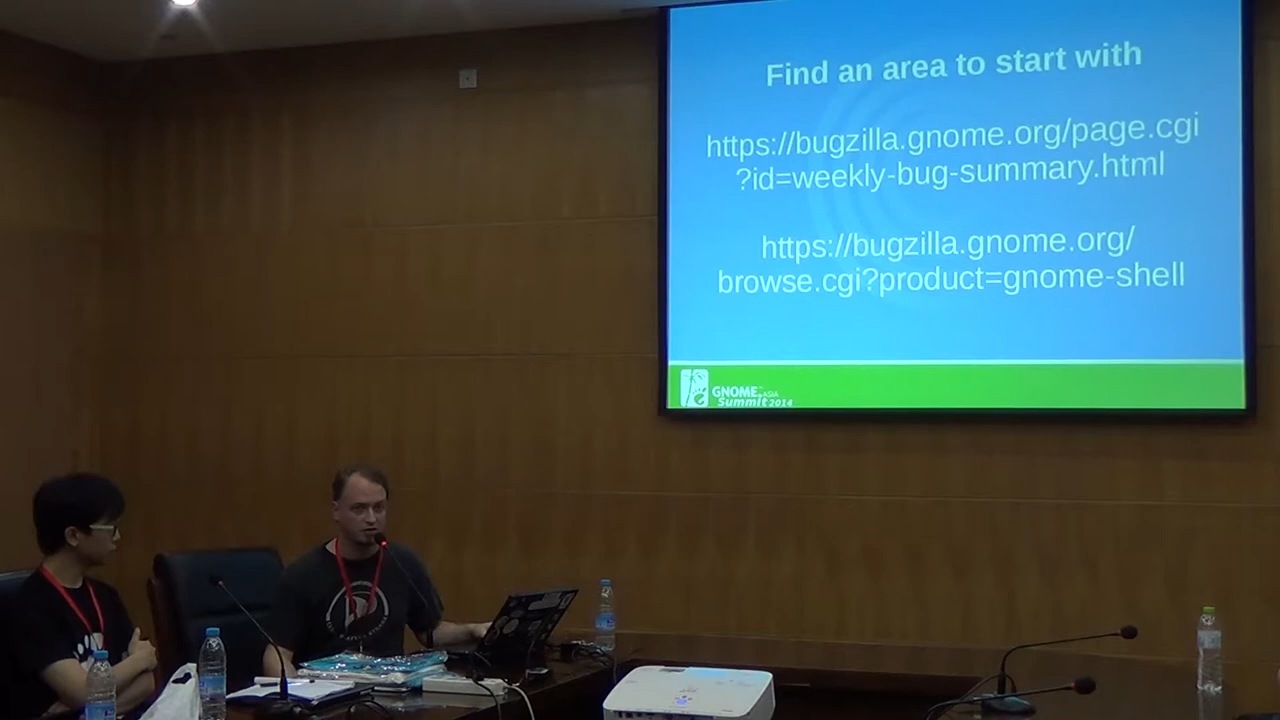 Find an area to start with
https://bugzilla.gnome.org/page.cgi
?id=weekly-bug-summary.html
https://bugzilla.gnome.org/
browse.cgi?product=gnome-shell
GNOME.ASIA
Summit 2014